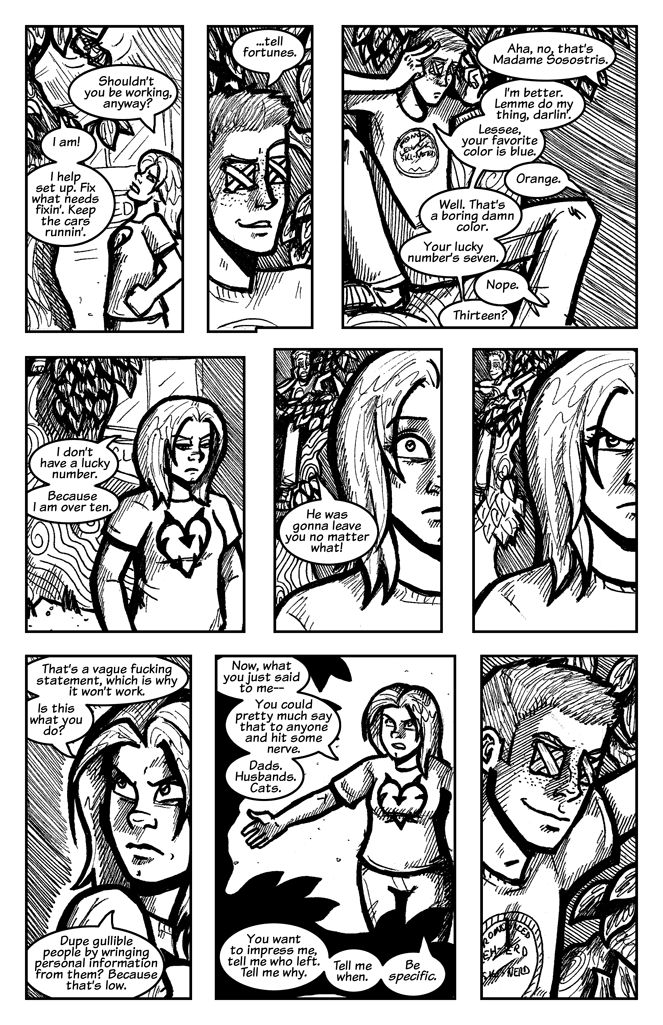 Shouldn't
you be working,
anyway?
I am!
I help
set up. Fix
what needs
fixin'. Keep
the cars
runnin'.
...tell
fortunes.
Aha, no, that's
Madame Sosostris.
I'm better.
Lemme do my
thing, darlin'.
Lessee,
your favorite
color is blue.
Orange.
Well. That's
a boring damn
color.
Your lucky
number's seven.
Nope.
Thirteen?
I don't
have a lucky
number.
Because
I am over ten.
He was
gonna leave
you no matter
what!
That's a vague fucking
statement, which is why
it won't work.
Is this
what you
do?
Dupe gullible
people by wringing
personal information
from them? Because
that's low.
Now, what
you just said
to me--
You could
pretty much say
that to anyone
and hit some
nerve.
Dads.
Husbands.
Cats.
You want
to impress me,
tell me who left.
Tell me why.
Tell me
when.
Be
specific.